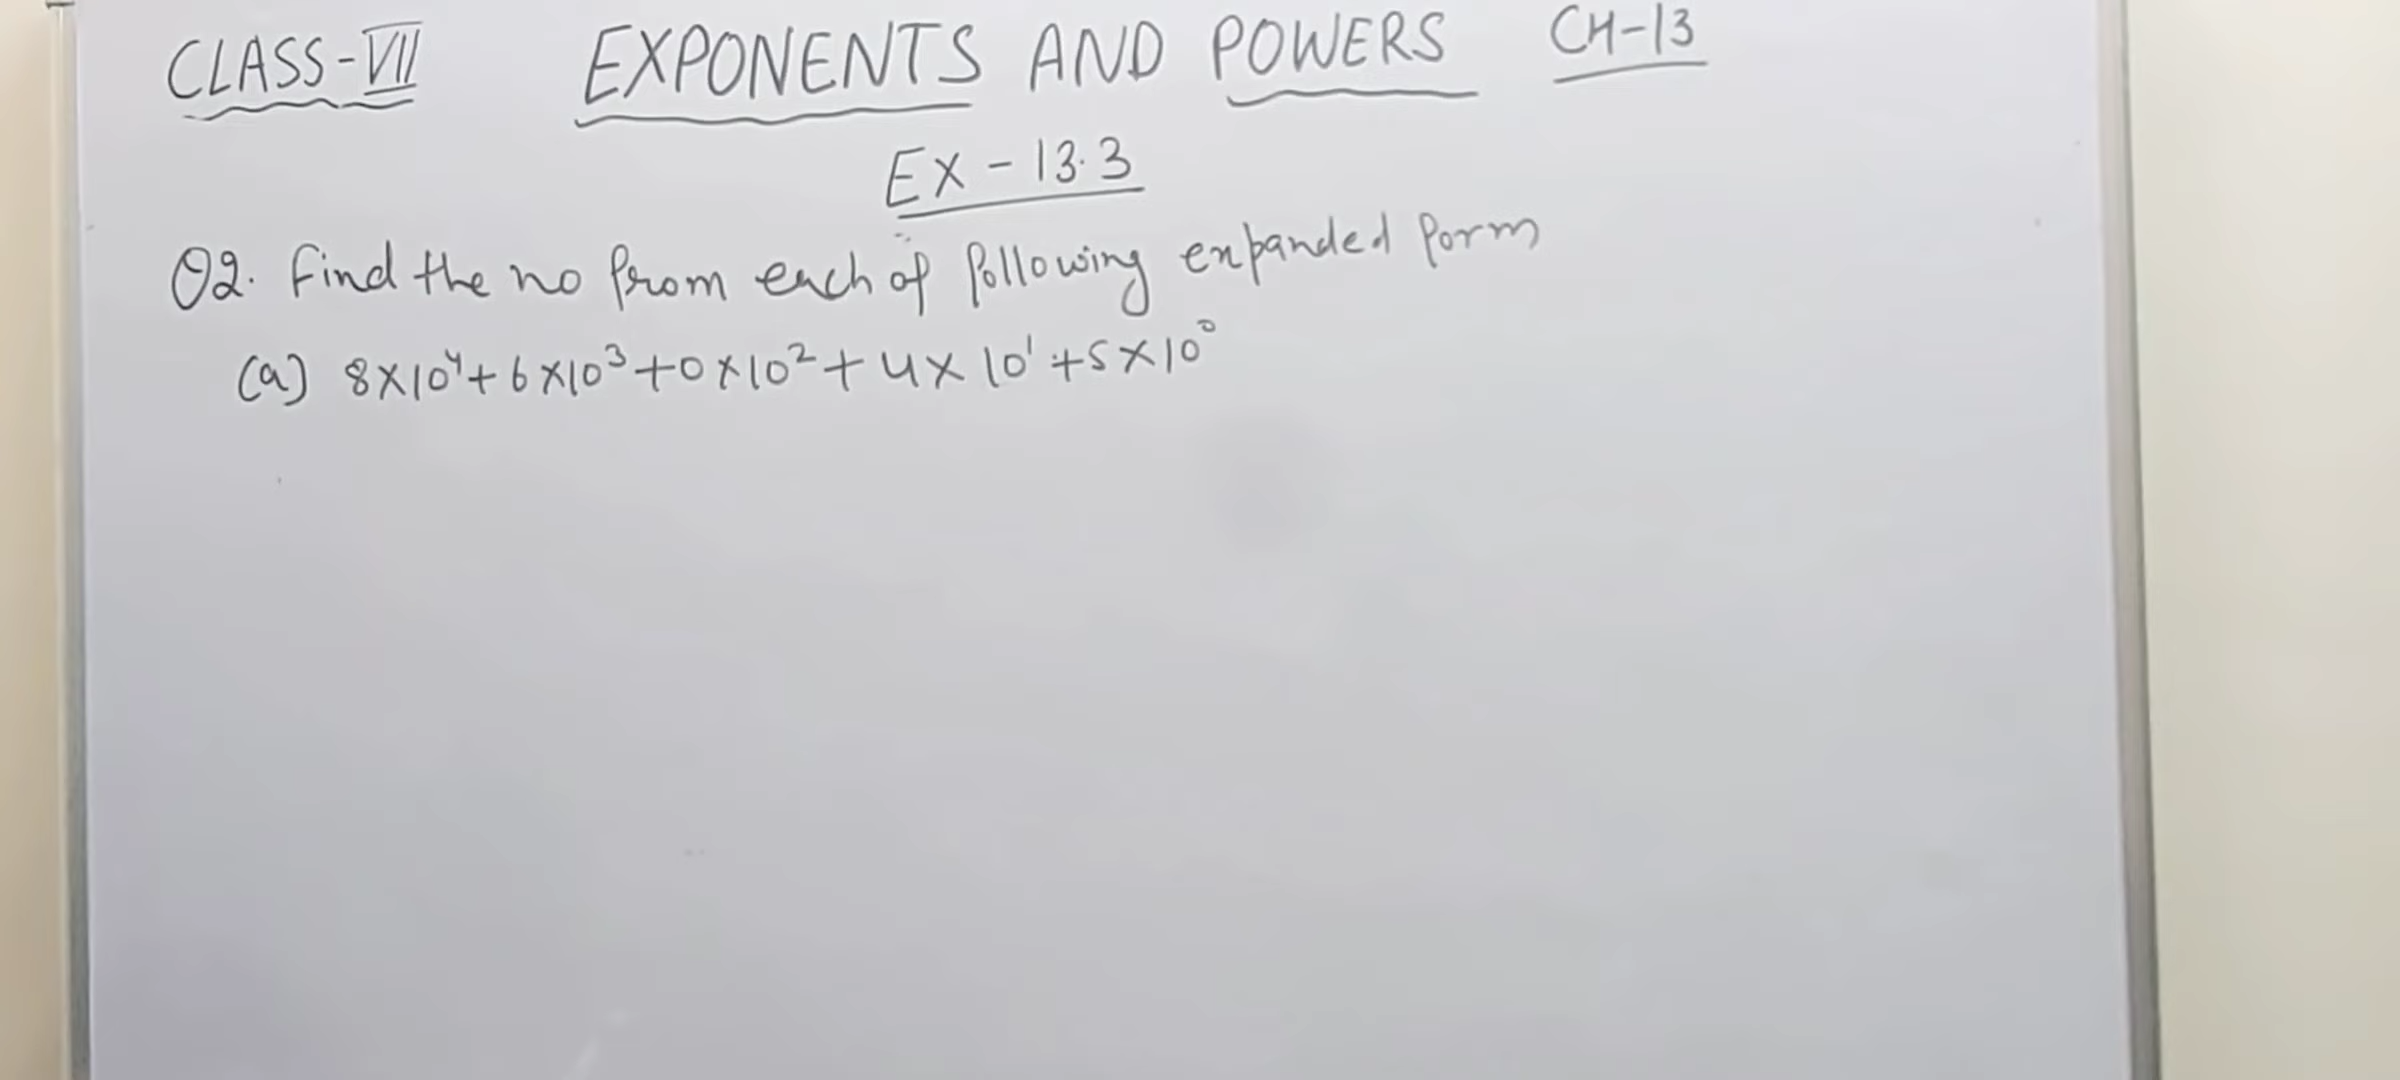 CLASS-VII EXPONENTS AND POWERS CH-13
EX - 13.3
Q2. Find the no from each of following expanded form
(a) 8×10⁴+6×10³+0×10²+4×10¹+5×10⁰